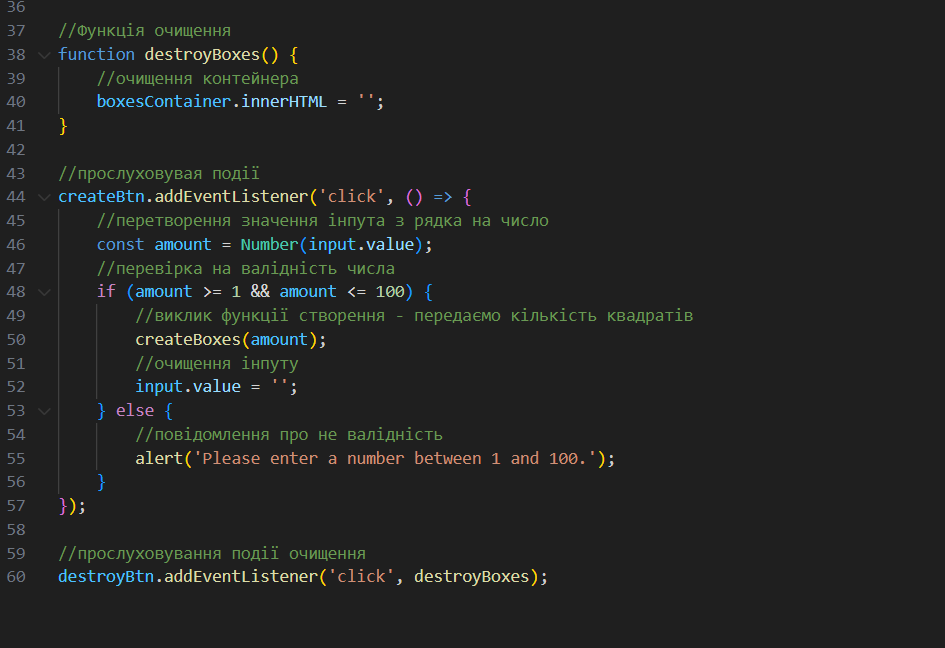 36
37 //Функція очищення
38 function destroyBoxes() {
39 //очищення контейнера
40 boxesContainer.innerHTML = '';
41 }
42
43 //прослуховувая події
44 createBtn.addEventListener('click', () => {
45 //перетворення значення інпута з рядка на число
46 const amount = Number(input.value);
47 //перевірка на валідність числа
48 if (amount >= 1 && amount <= 100) {
49 //виклик функції створення - передаємо кількість квадратів
50 createBoxes(amount);
51 //очищення інпуту
52 input.value = '';
53 } else {
54 //повідомлення про не валідність
55 alert('Please enter a number between 1 and 100.');
56 }
57 });
58
59 //прослуховування події очищення
60 destroyBtn.addEventListener('click', destroyBoxes);